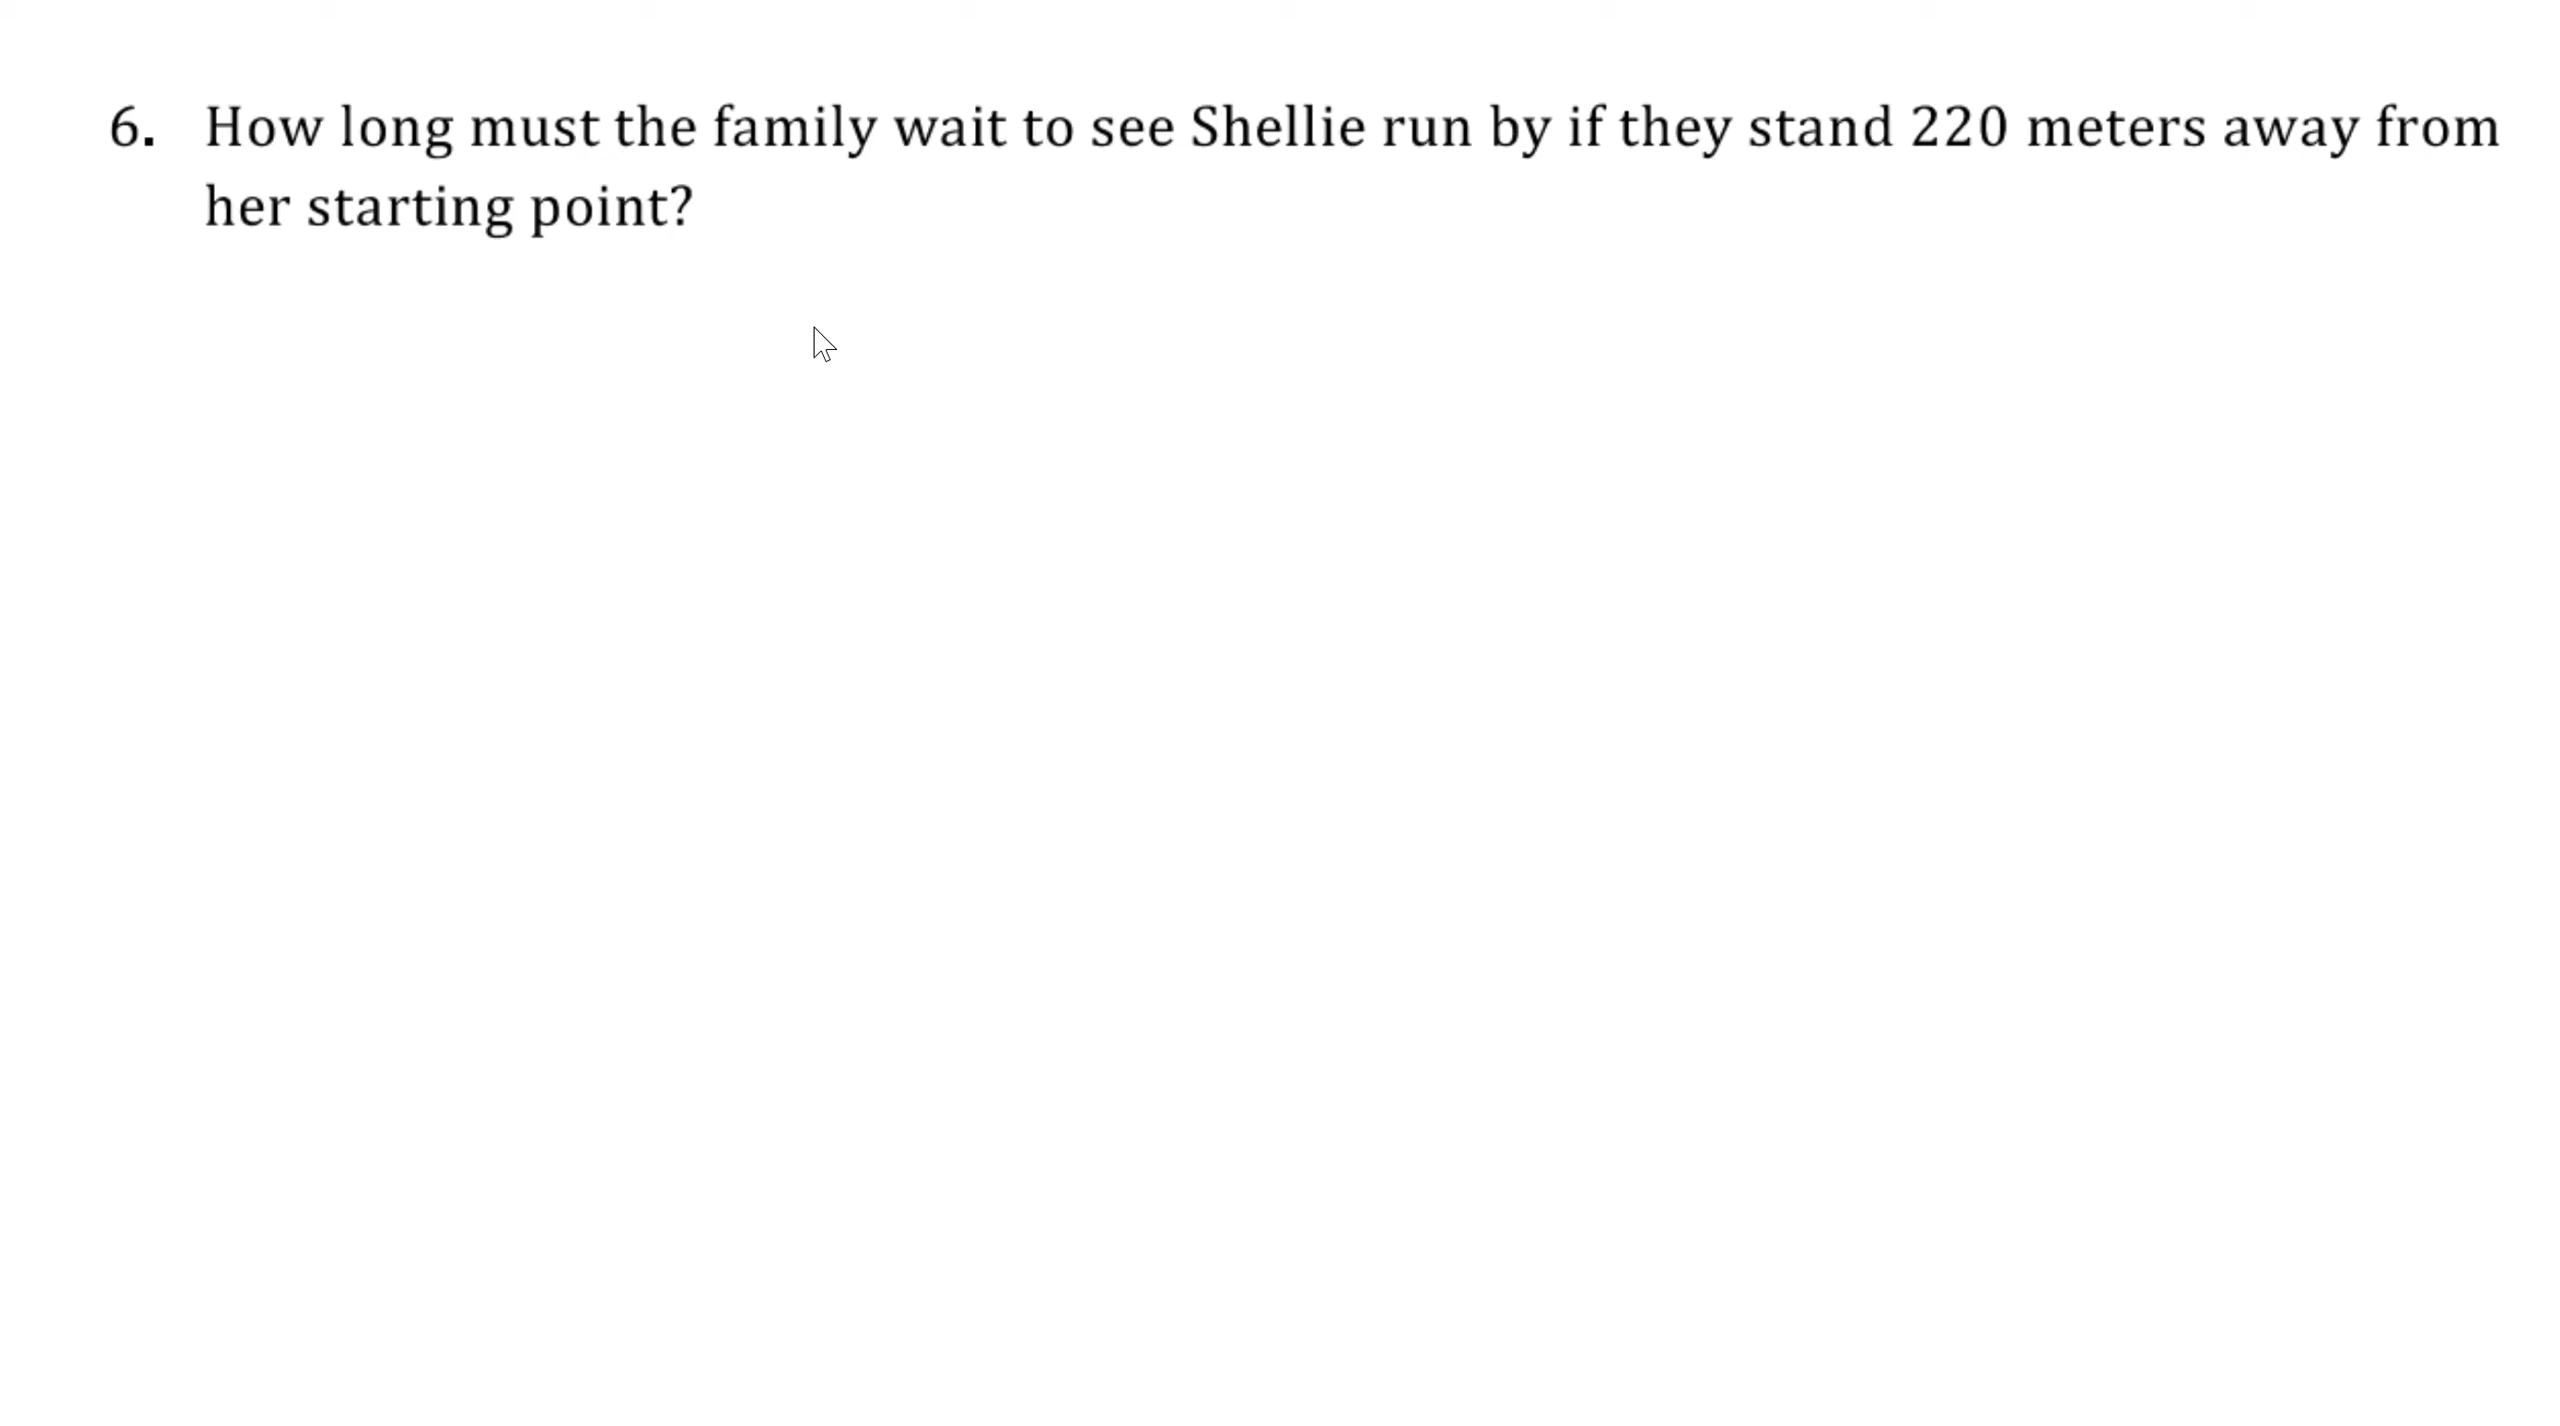 6. How long must the family wait to see Shellie run by if they stand 220 meters away from
her starting point?